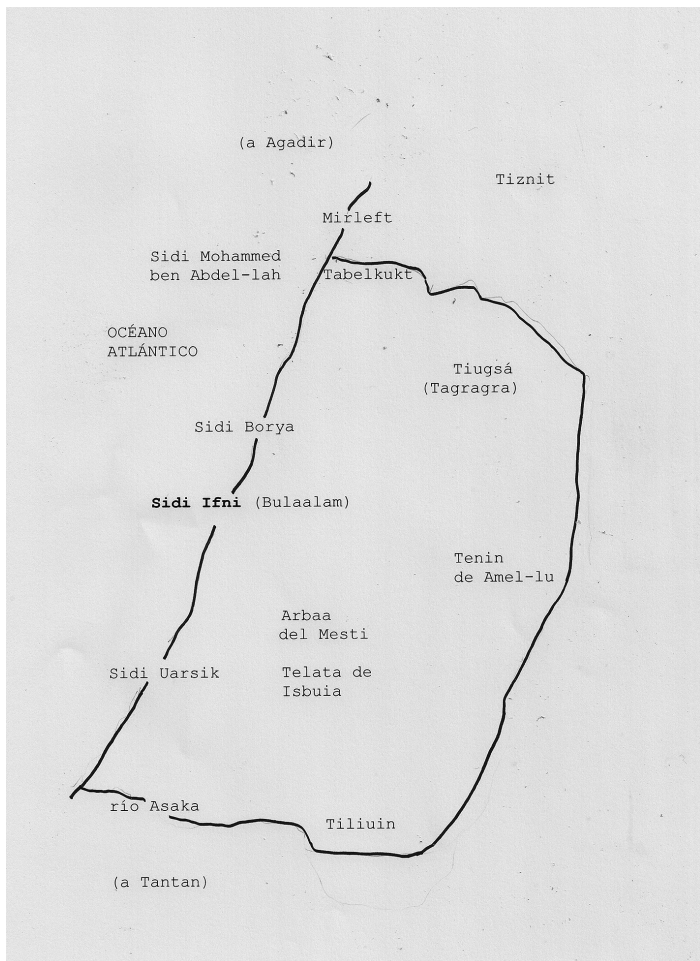 (a Agadir)
Tiznit
Mirleft
Sidi Mohammed
ben Abdel-lah
Tabelkukt
OCÉANO
ATLÁNTICO
Tiugsá
(Tagragra)
Sidi Borya
Sidi Ifni (Bulaalam)
Tenin
de Amel-lu
Arbaa
del Mesti
Sidi Uarsik
Telata de
Isbuia
río Asaka
Tiliuin
(a Tantan)